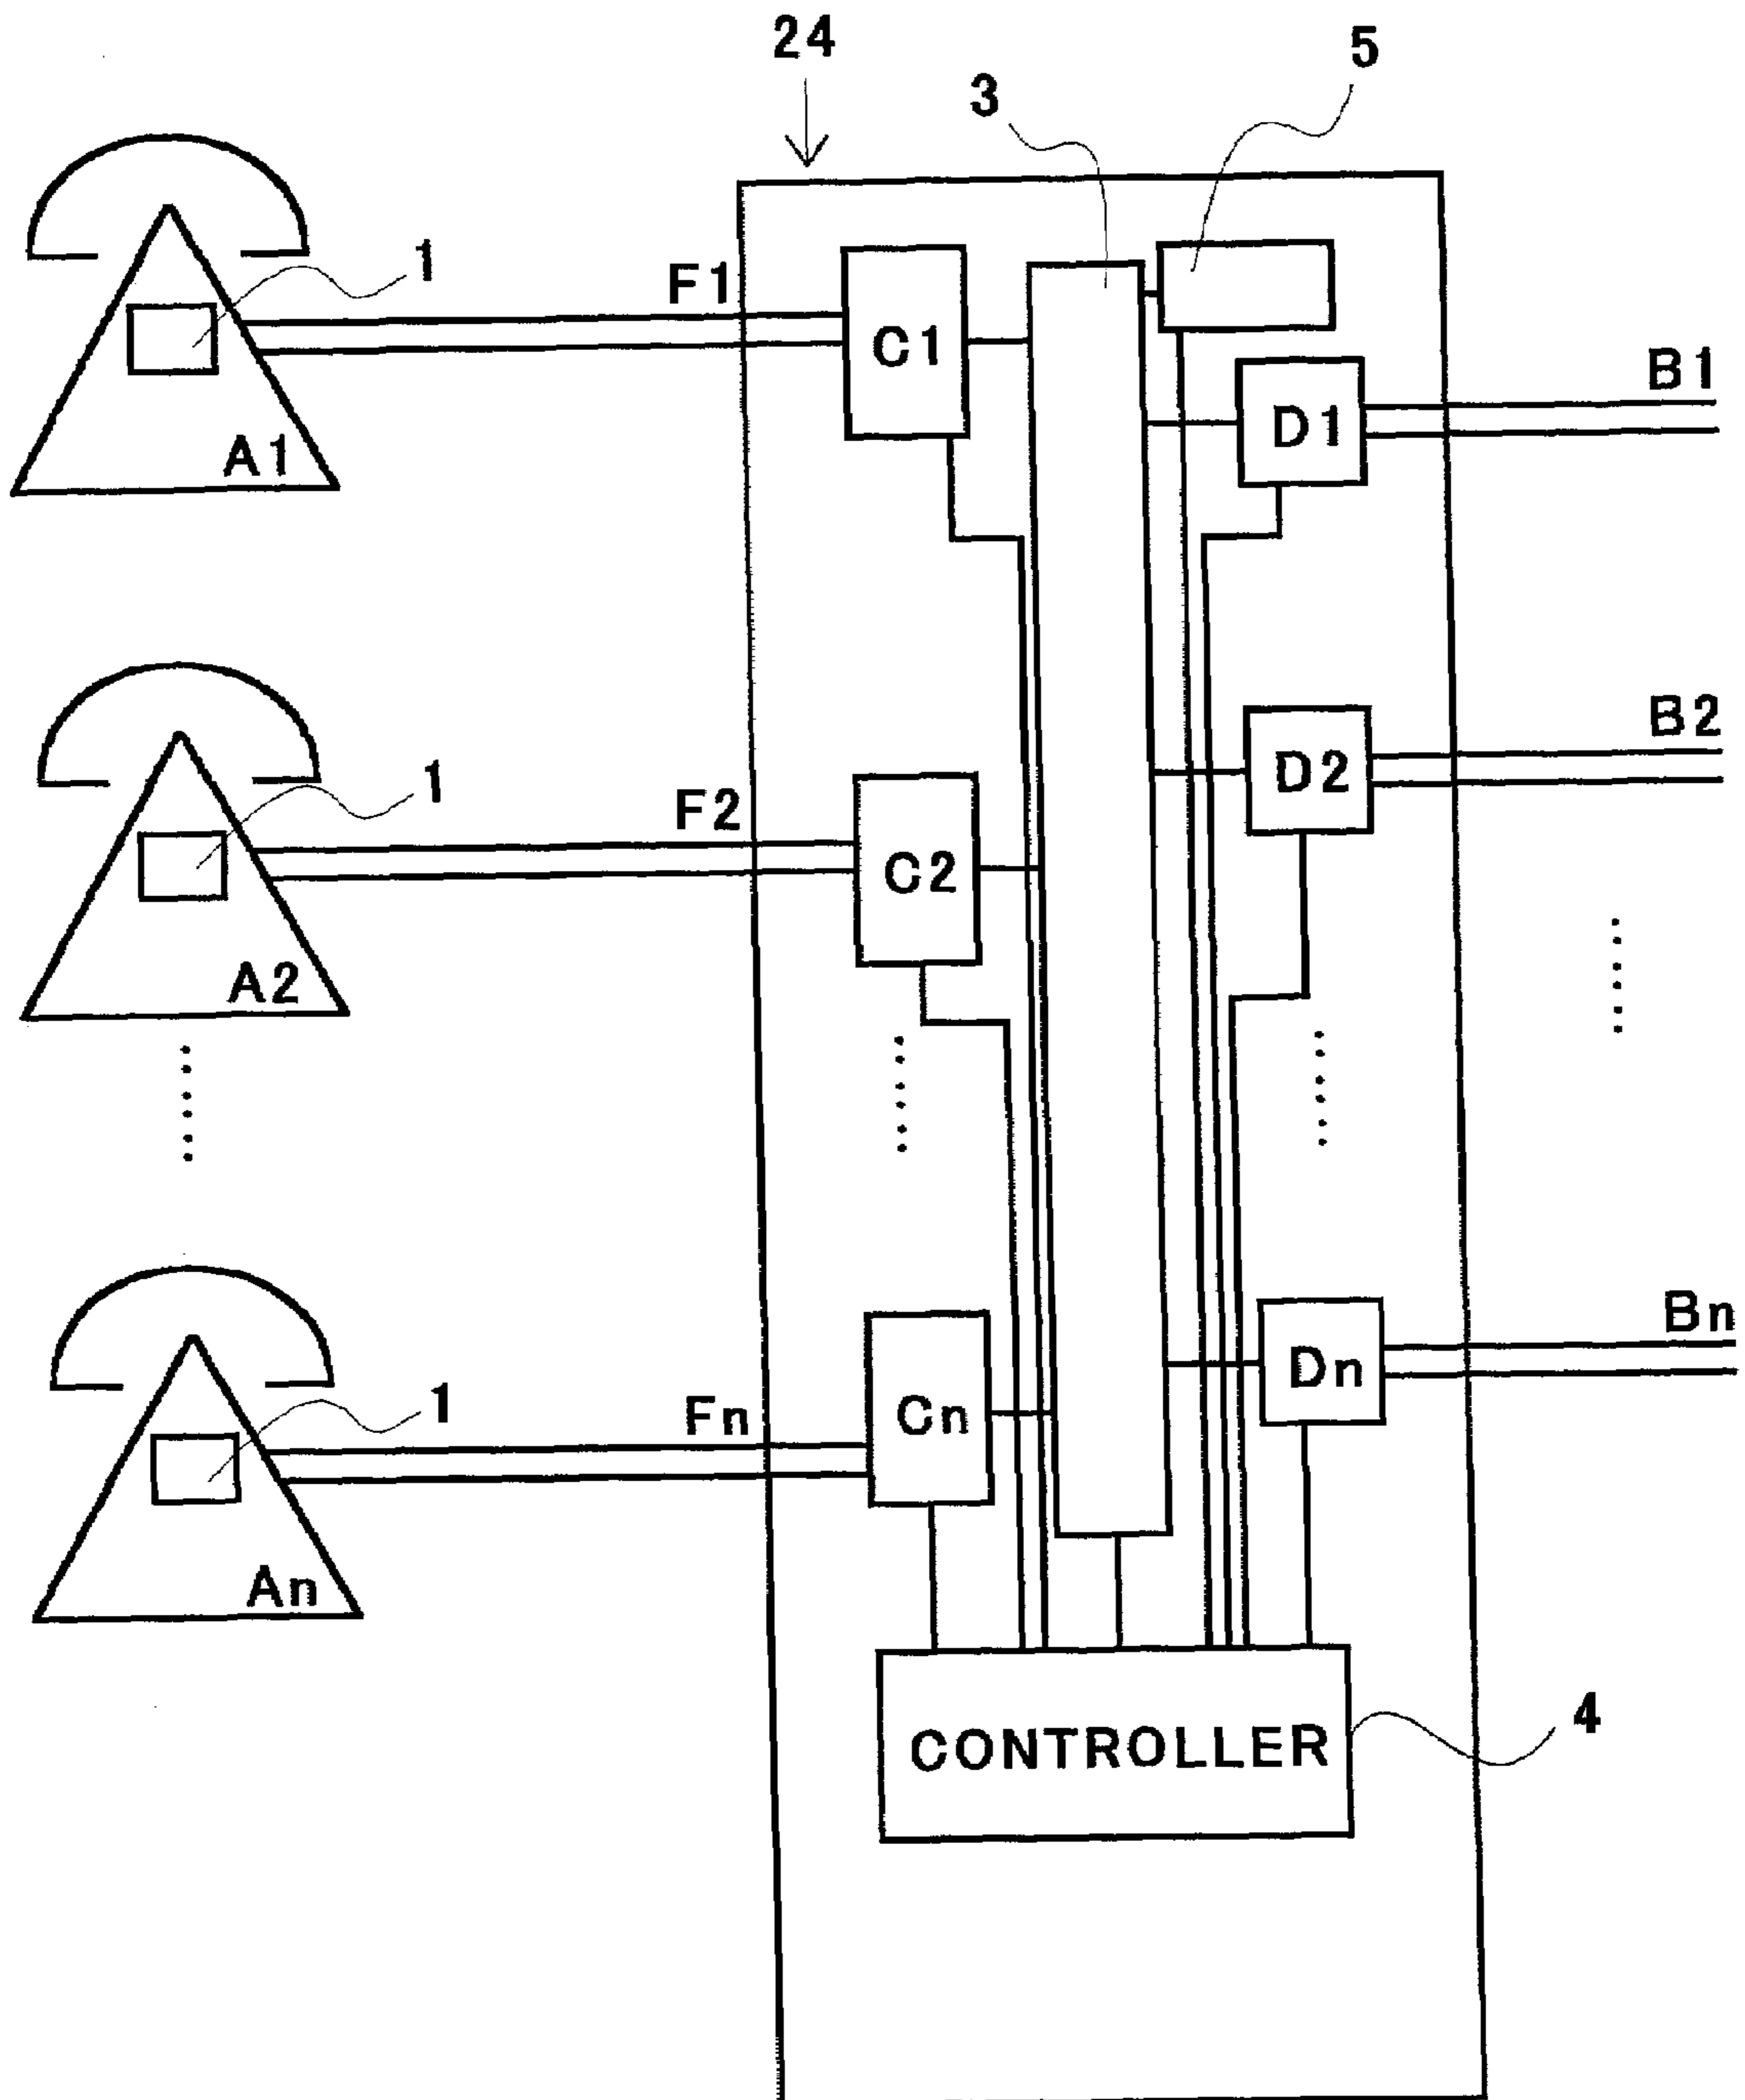 24
5
3
1
F1
C1
B1
D1
A1
B2
D2
1
F2
C2
A2
Bn
Dn
1
Fn
Cn
An
4
CONTROLLER